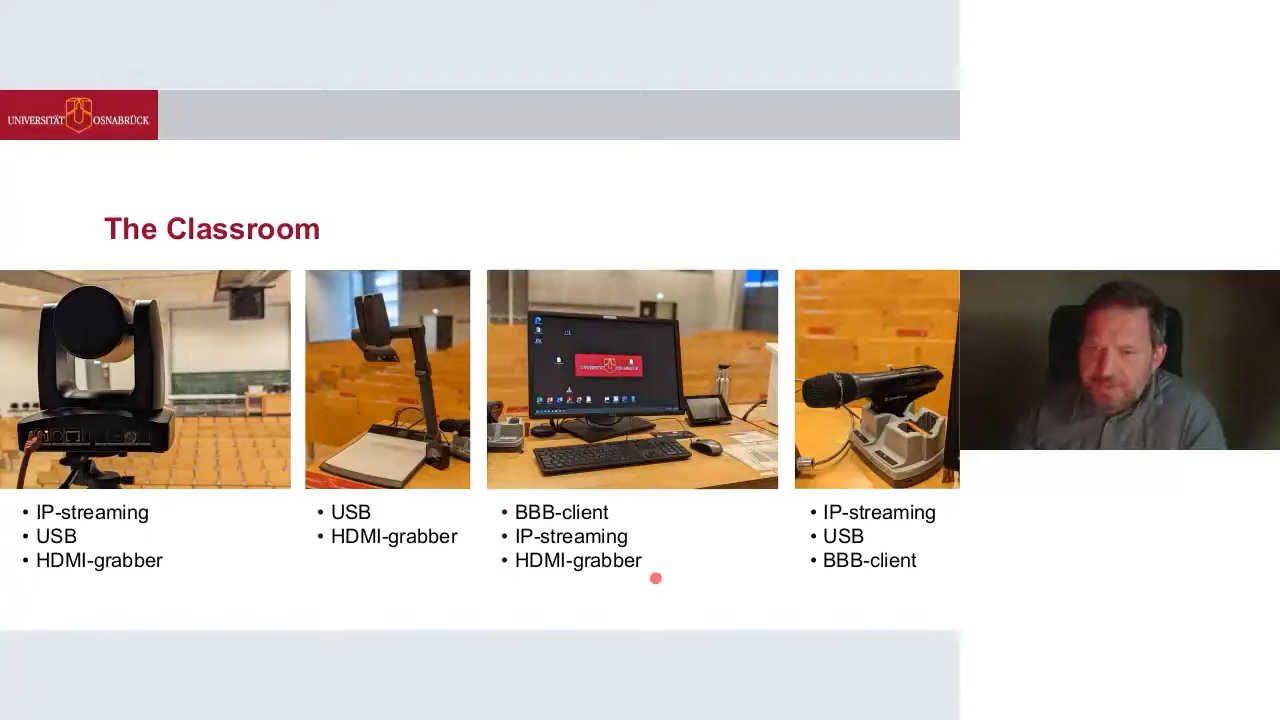 UNIVERSITÄT OSNABRÜCK
The Classroom
• IP-streaming
• USB
• HDMI-grabber
• USB
• HDMI-grabber
• BBB-client
• IP-streaming
• HDMI-grabber
• IP-streaming
• USB
• BBB-client